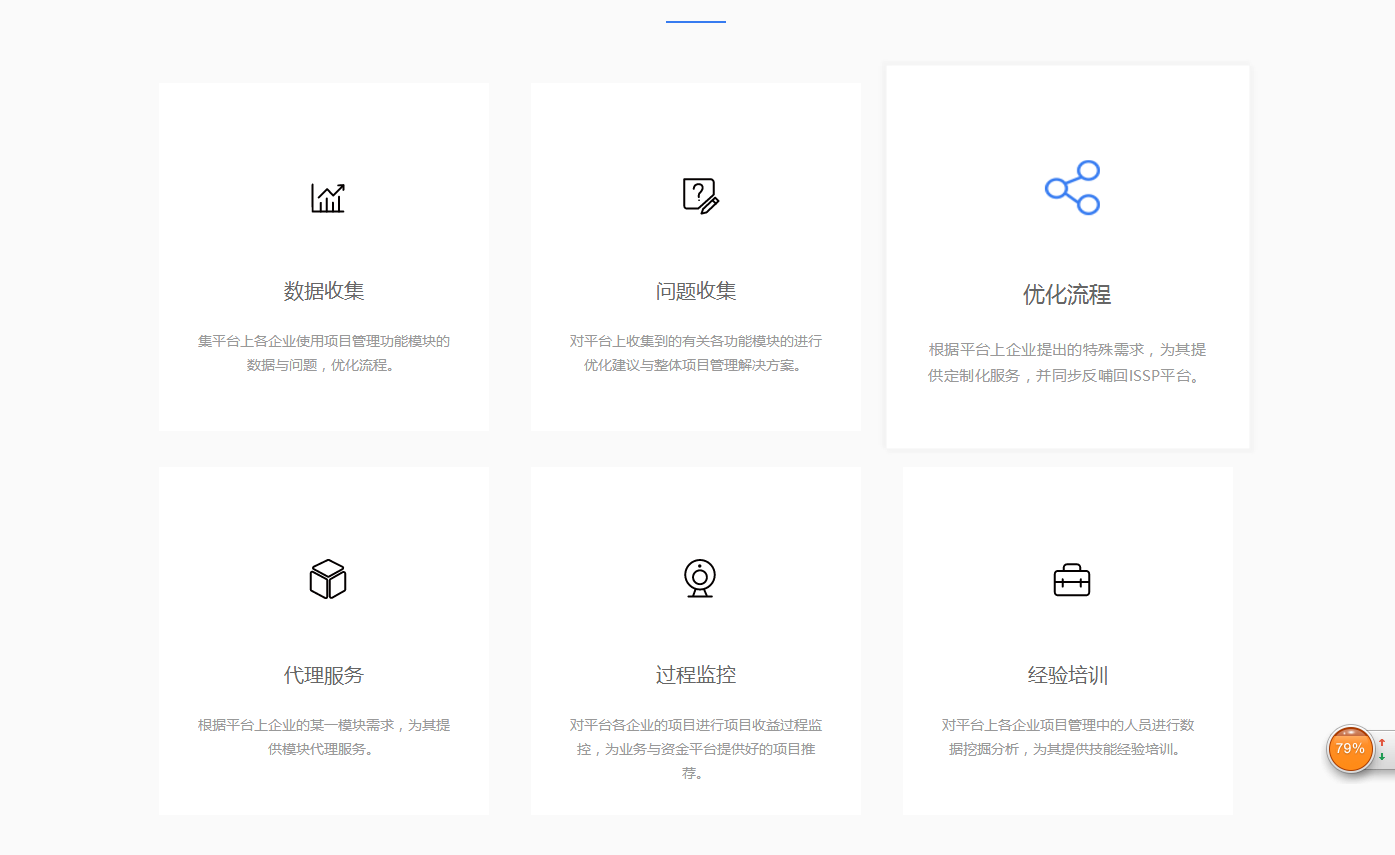 数据收集
集平台上各企业使用项目管理功能模块的
数据与问题，优化流程。
问题收集
对平台上收集到的有关各功能模块的进行
优化建议与整体项目管理解决方案。
优化流程
根据平台上企业提出的特殊需求，为其提
供定制化服务，并同步反哺回ISSP平台。
代理服务
根据平台上企业的某一模块需求，为其提
供模块代理服务。
过程监控
对平台各企业的项目进行项目收益过程监
控，为业务与资金平台提供好的项目推
荐。
经验培训
对平台上各企业项目管理中的人员进行数
据挖掘分析，为其提供技能经验培训。
79%